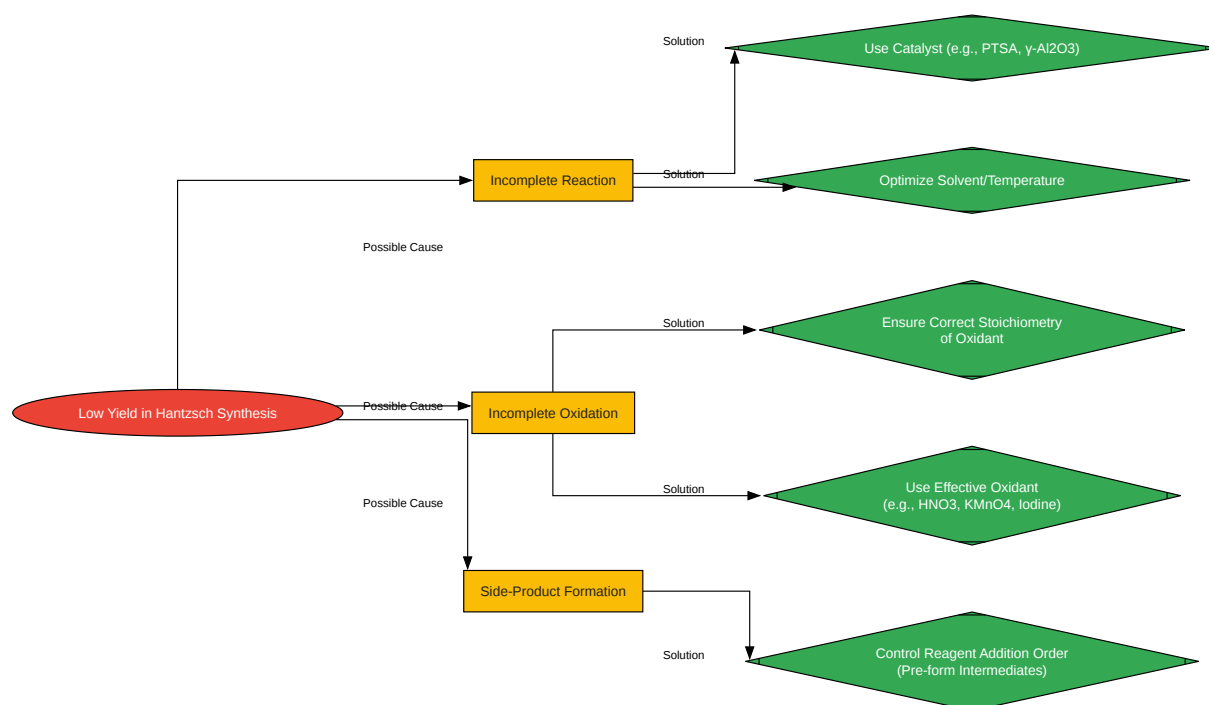 Solution
Use Catalyst (e.g., PTSA, γ-Al2O3)
Incomplete Reaction
Solution
Optimize Solvent/Temperature
Possible Cause
Solution
Ensure Correct Stoichiometry
of Oxidant
Low Yield in Hantzsch Synthesis
Possible Cause
Incomplete Oxidation
Solution
Use Effective Oxidant
(e.g., HNO3, KMnO4, Iodine)
Possible Cause
Side-Product Formation
Solution
Control Reagent Addition Order
(Pre-form Intermediates)